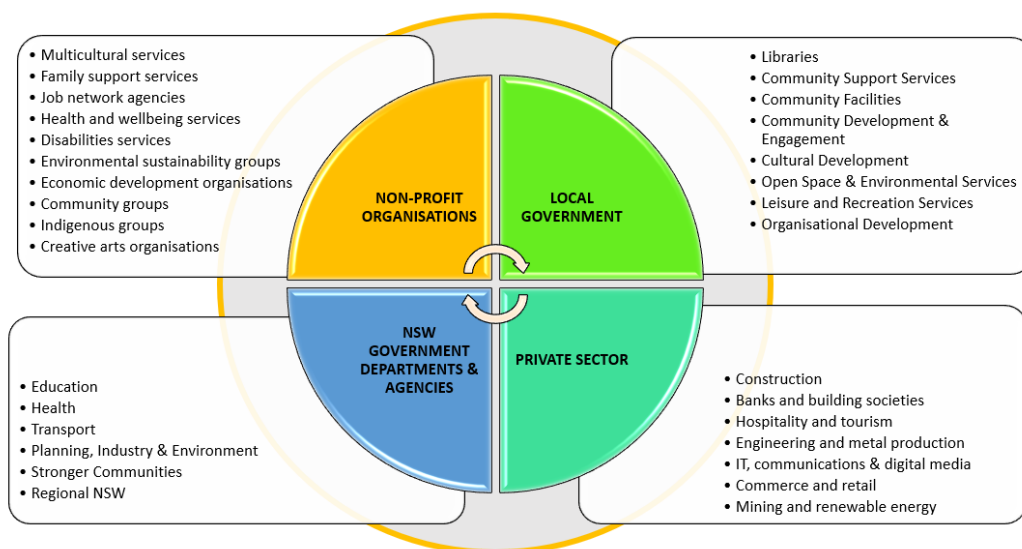 • Multicultural services
• Family support services
• Job network agencies
• Health and wellbeing services
• Disabilities services
• Environmental sustainability groups
• Economic development organisations
• Community groups
• Indigenous groups
• Creative arts organisations
NON-PROFIT
ORGANISATIONS
LOCAL
GOVERNMENT
• Libraries
• Community Support Services
• Community Facilities
• Community Development &
Engagement
• Cultural Development
• Open Space & Environmental Services
• Leisure and Recreation Services
• Organisational Development
• Education
• Health
• Transport
• Planning, Industry & Environment
• Stronger Communities
• Regional NSW
NSW
GOVERNMENT
DEPARTMENTS &
AGENCIES
PRIVATE SECTOR
• Construction
• Banks and building societies
• Hospitality and tourism
• Engineering and metal production
• IT, communications & digital media
• Commerce and retail
• Mining and renewable energy